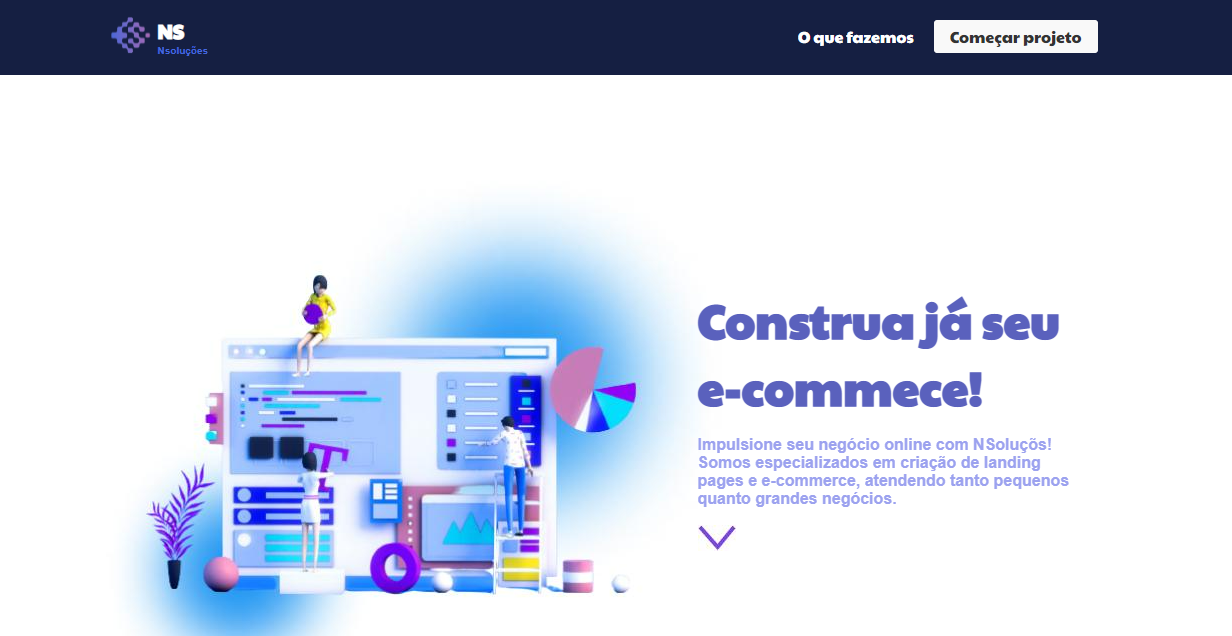 NS
Nsoluções
O que fazemos
Começar projeto
Construa já seu
e-commece!
Impulsione seu negócio online com NSoluçõs!
Somos especializados em criação de landing
pages e e-commerce, atendendo tanto pequenos
quanto grandes negócios.
T